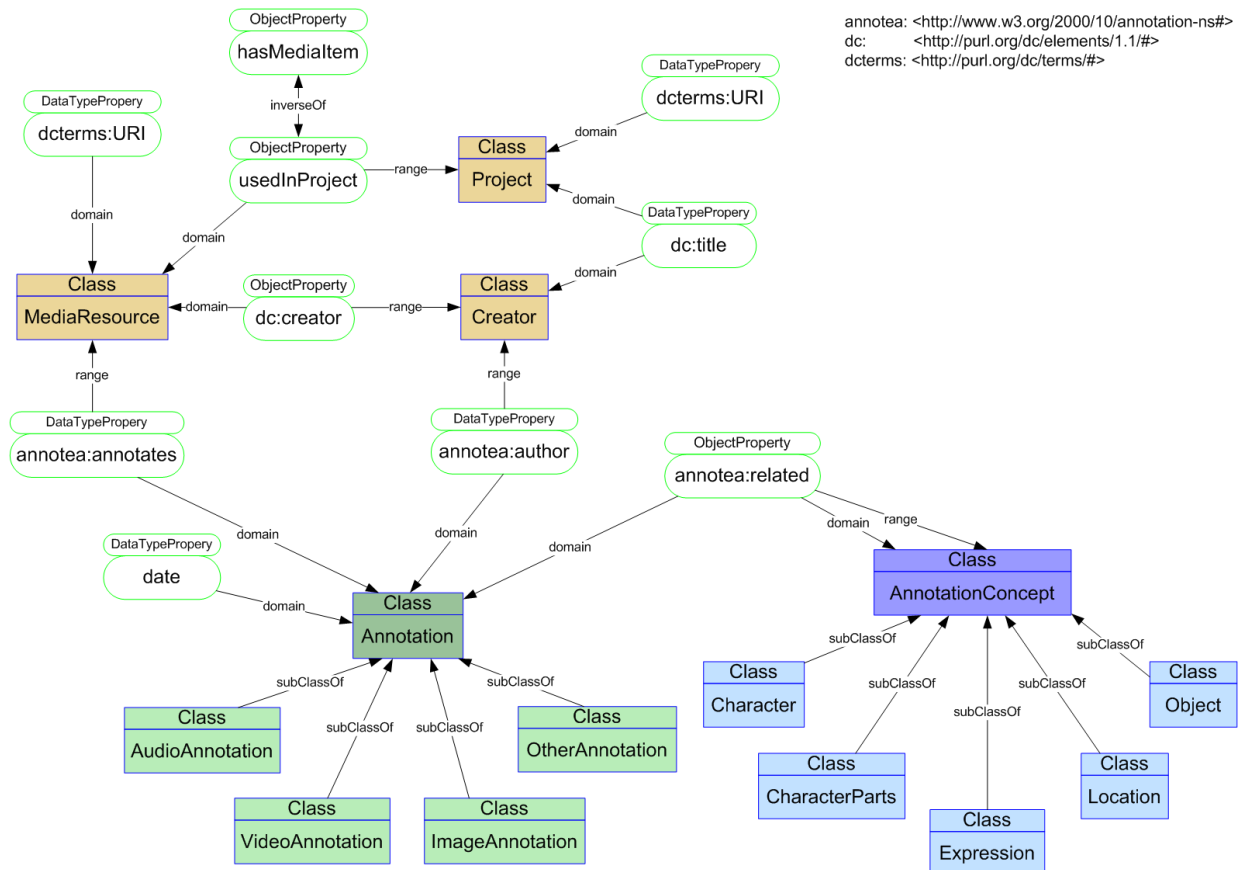 ObjectProperty
hasMediaItem
annotea: <http://www.w3.org/2000/10/annotation-ns#>
dc: <http://purl.org/dc/elements/1.1/#>
dcterms: <http://purl.org/dc/terms/#>
DataTypePropery
dcterms:URI
DataTypePropery
dcterms:URI
inverseOf
domain
ObjectProperty
usedInProject
range
Class
Project
domain
domain
domain
DataTypePropery
dc:title
domain
Class
MediaResource
domain
ObjectProperty
dc:creator
range
Class
Creator
range
range
DataTypePropery
annotea:annotates
DataTypePropery
annotea:author
ObjectProperty
annotea:related
domain
domain
domain
domain
range
DataTypePropery
date
domain
Class
Annotation
Class
AnnotationConcept
subClassOf
subClassOf
subClassOf
subClassOf
subClassOf
subClassOf
subClassOf
subClassOf
subClassOf
Class
AudioAnnotation
Class
OtherAnnotation
Class
VideoAnnotation
Class
ImageAnnotation
Class
Character
Class
Object
Class
CharacterParts
Class
Location
Class
Expression